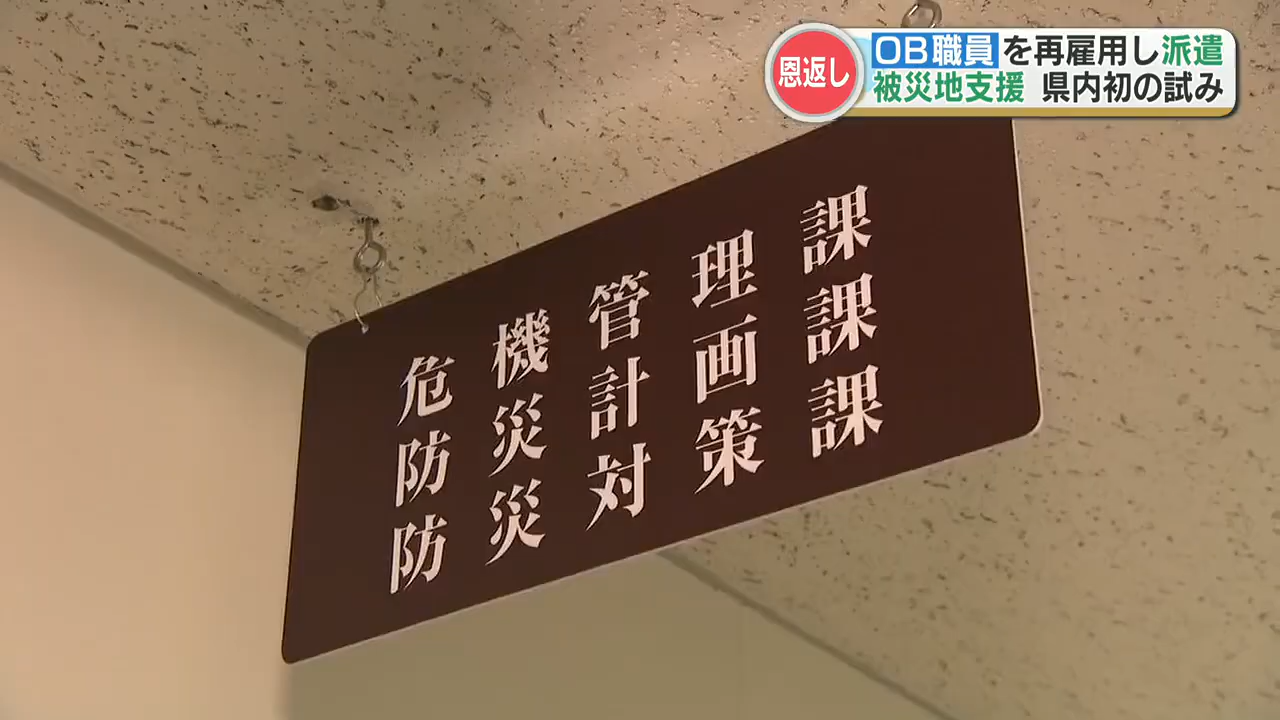 恩返し
OB職員を再雇用し派遣
被災地支援 県内初の試み
危機管理課
防災計画課
防災対策課